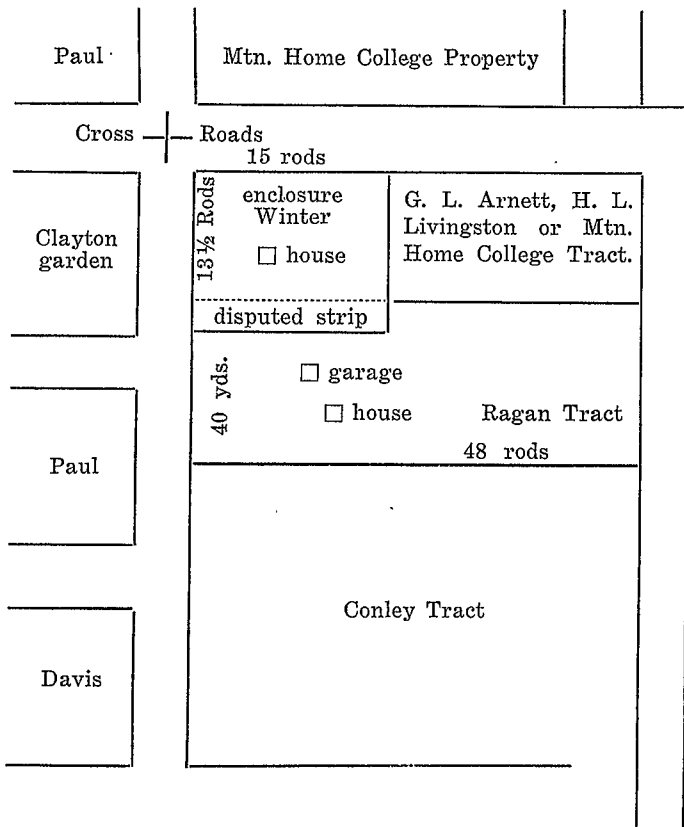 Paul
Mtn. Home College Property
Cross
Roads
15 rods
13½ Rods
enclosure
Winter
house
G. L. Arnett, H. L.
Livingston or Mtn.
Home College Tract.
Clayton
garden
disputed strip
40 yds.
garage
house
Ragan Tract
48 rods
Paul
Conley Tract
Davis